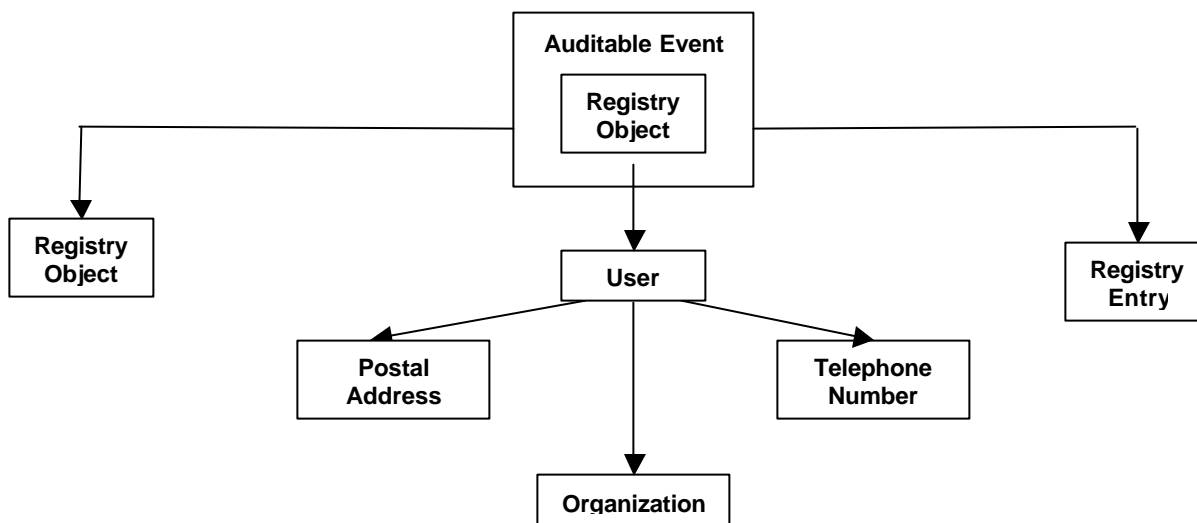 Auditable Event
Registry
Object
Registry
Object
User
Registry
Entry
Postal
Address
Telephone
Number
Organization